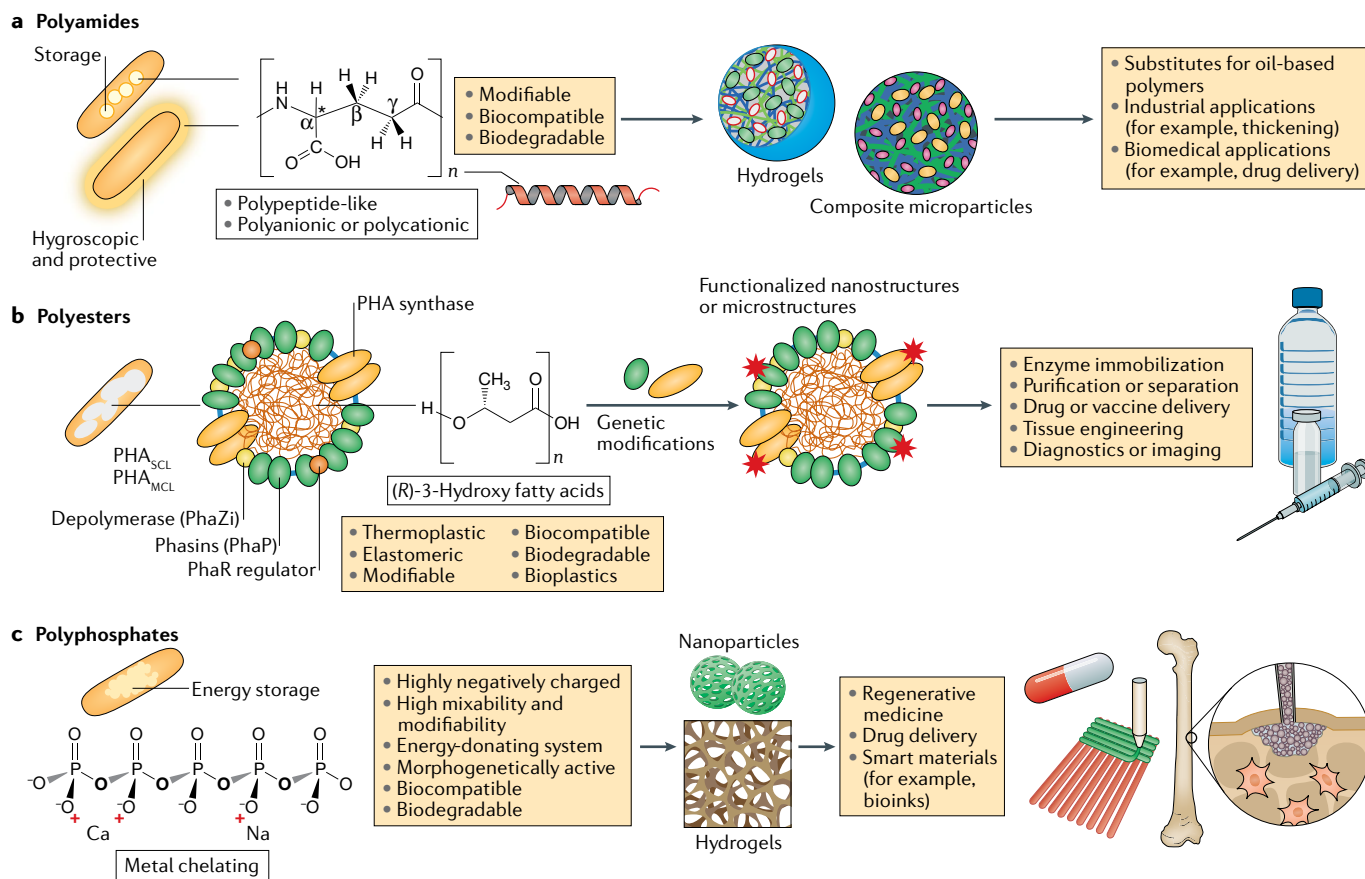 a Polyamides
Storage
Hygroscopic
and protective
H
N
H
*
α
H
H
β
γ
H
H
O
C
O
OH
n
• Polypeptide-like
• Polyanionic or polycationic
• Modifiable
• Biocompatible
• Biodegradable
Hydrogels
Composite microparticles
• Substitutes for oil-based
polymers
• Industrial applications
(for example, thickening)
• Biomedical applications
(for example, drug delivery)
b Polyesters
PHA synthase
PHA_SCL
PHA_MCL
Depolymerase (PhaZi)
Phasins (PhaP)
PhaR regulator
H
O
CH₃
O
OH
n
(R)-3-Hydroxy fatty acids
• Thermoplastic
• Elastomeric
• Modifiable
• Biocompatible
• Biodegradable
• Bioplastics
Genetic
modifications
Functionalized nanostructures
or microstructures
• Enzyme immobilization
• Purification or separation
• Drug or vaccine delivery
• Tissue engineering
• Diagnostics or imaging
c Polyphosphates
Energy storage
O O O O O
⁻O P O P O P O P O P O
⁻O ⁻O ⁻O ⁻O ⁻O
+ + +
Ca Na
Metal chelating
• Highly negatively charged
• High mixability and
modifiability
• Energy-donating system
• Morphogenetically active
• Biocompatible
• Biodegradable
Nanoparticles
Hydrogels
• Regenerative
medicine
• Drug delivery
• Smart materials
(for example,
bioinks)